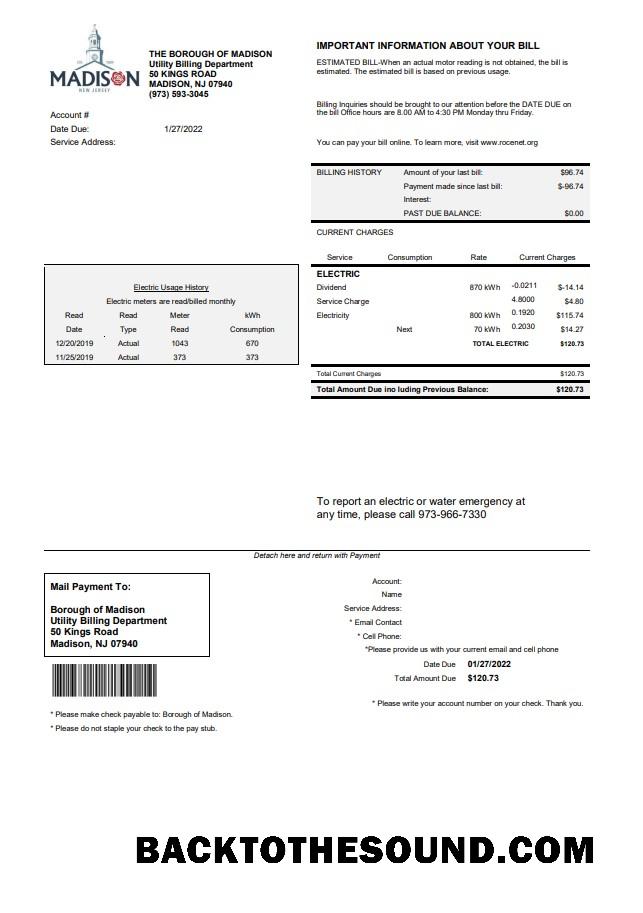 MADISON
NEW JERSEY
THE BOROUGH OF MADISON
Utility Billing Department
50 KINGS ROAD
MADISON, NJ 07940
(973) 593-3045
Account #
Date Due: 1/27/2022
Service Address:
IMPORTANT INFORMATION ABOUT YOUR BILL
ESTIMATED BILL-When an actual motor reading is not obtained, the bill is
estimated. The estimated bill is based on previous usage.
Billing Inquiries should be brought to our attention before the DATE DUE on
the bill Office hours are 8.00 AM to 4:30 PM Monday thru Friday.
You can pay your bill online. To learn more, visit www.rocenet.org
BILLING HISTORY Amount of your last bill: $96.74
Payment made since last bill: $-96.74
Interest:
PAST DUE BALANCE: $0.00
CURRENT CHARGES
Service Consumption Rate Current Charges
ELECTRIC
Dividend 870 kWh -0.0211 $-14.14
Service Charge 4.8000 $4.80
Electricity 800 kWh 0.1920 $115.74
Next 70 kWh 0.2030 $14.27
TOTAL ELECTRIC $120.73
Total Current Charges $120.73
Total Amount Due ino luding Previous Balance: $120.73
Electric Usage History
Electric meters are read/billed monthly
Read Read Meter kWh
Date Type Read Consumption
12/20/2019 Actual 1043 670
11/25/2019 Actual 373 373
To report an electric or water emergency at
any time, please call 973-966-7330
Detach here and return with Payment
Mail Payment To:
Borough of Madison
Utility Billing Department
50 Kings Road
Madison, NJ 07940
* Please make check payable to: Borough of Madison.
* Please do not staple your check to the pay stub.
Account:
Name
Service Address:
* Email Contact
* Cell Phone:
*Please provide us with your current email and cell phone
Date Due 01/27/2022
Total Amount Due $120.73
* Please write your account number on your check. Thank you.
BACKTOTHESOUND.COM